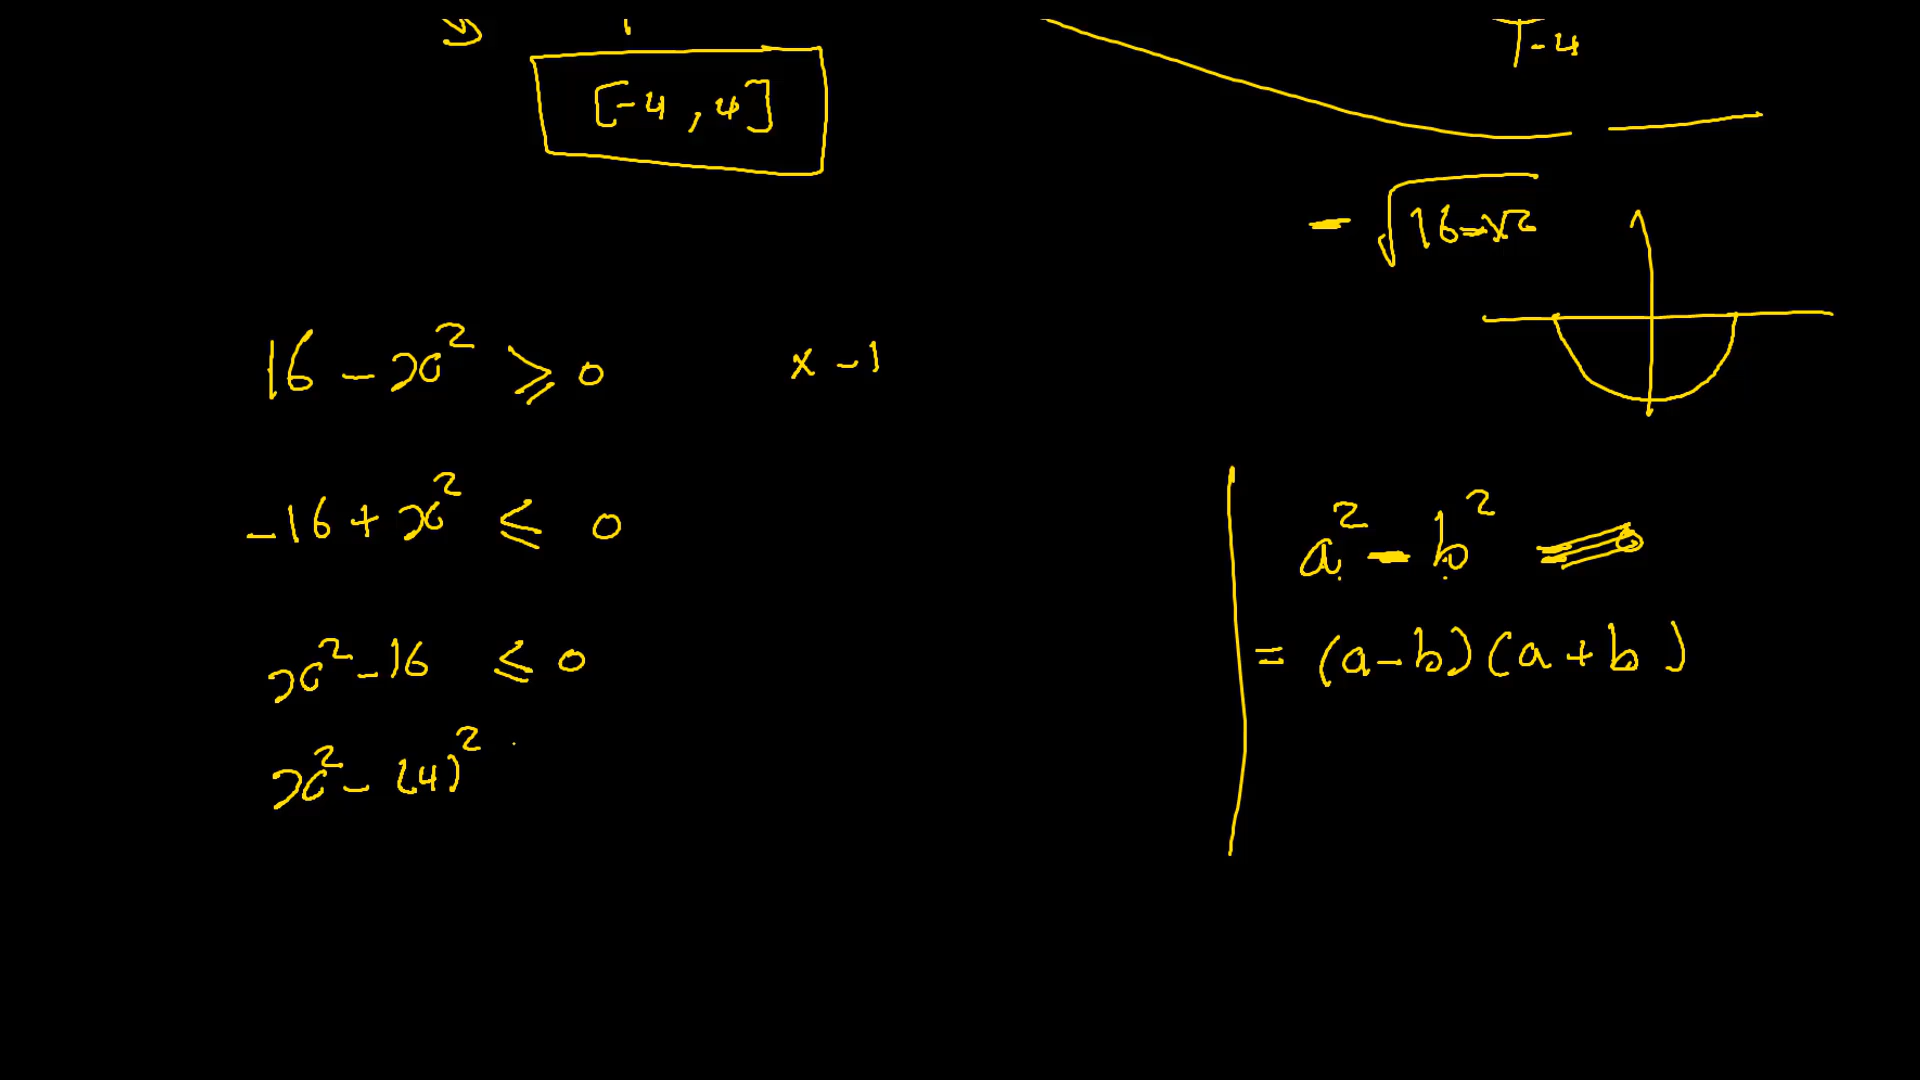 [-4, 4]
T-4
- √16-x²
16 - x² ≥ 0   x - 1
-16 + x² ≤ 0
x² - 16 ≤ 0
x² - (4)²
a² - b²
= (a-b)(a+b)